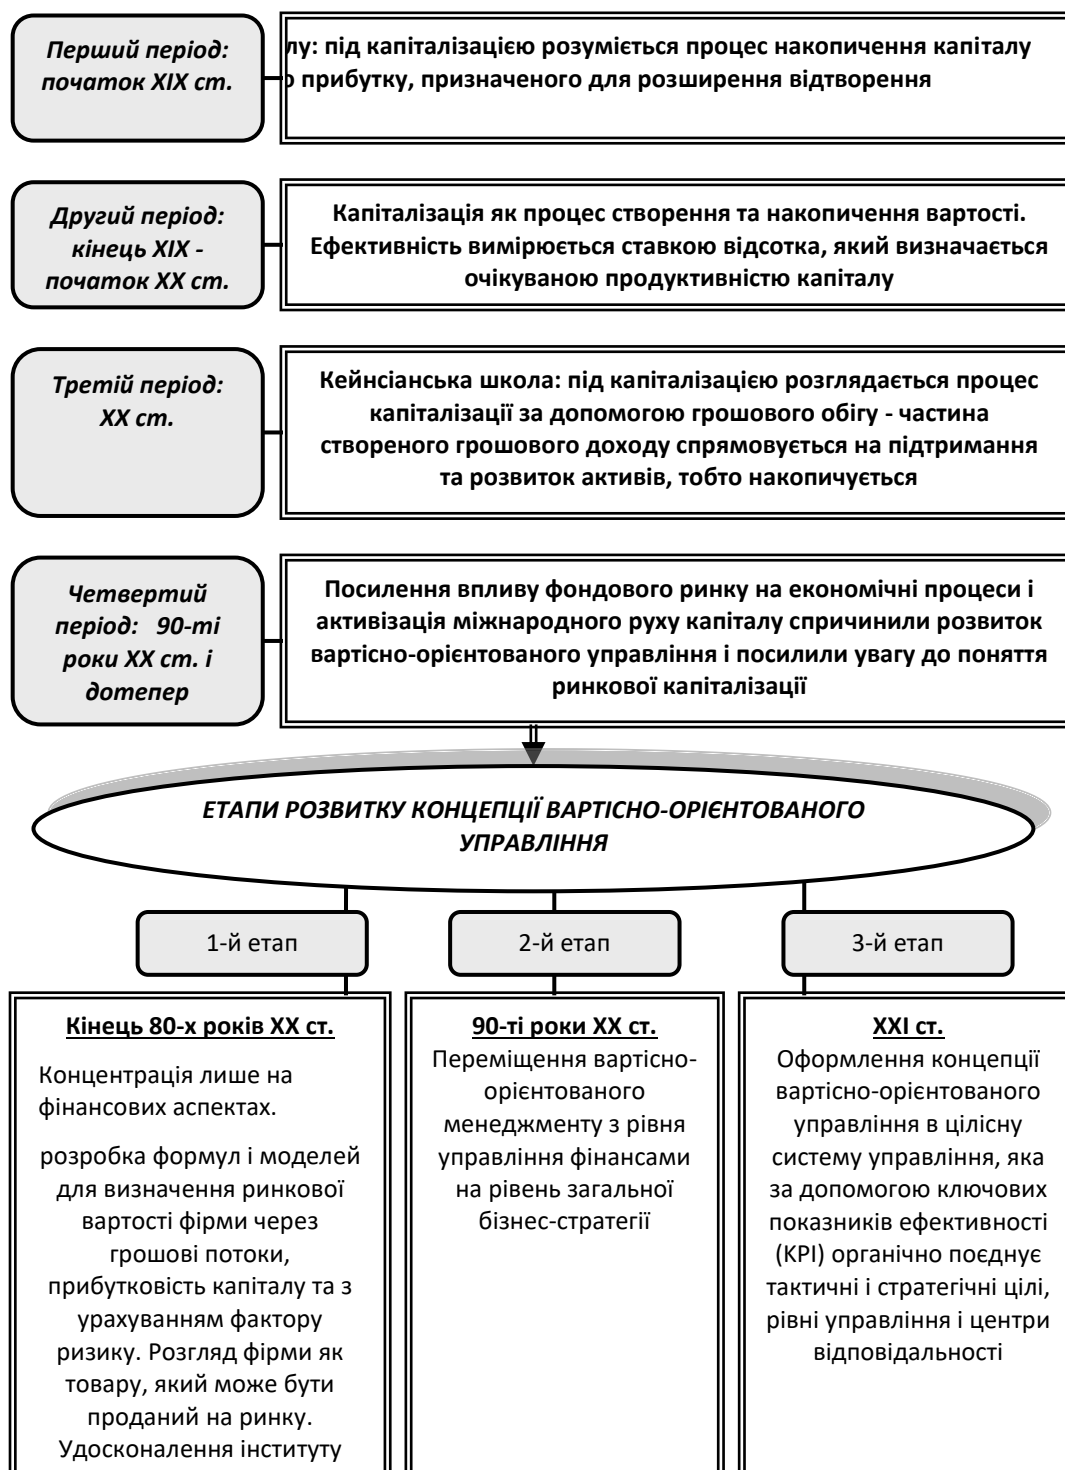 Перший період:
початок ХІХ ст.
лу: під капіталізацією розуміється процес накопичення капіталу
прибутку, призначеного для розширення відтворення
Другий період:
кінець ХІХ -
початок ХХ ст.
Капіталізація як процес створення та накопичення вартості.
Ефективність вимірюється ставкою відсотка, який визначається
очікуваною продуктивністю капіталу
Третій період:
ХХ ст.
Кейнсіанська школа: під капіталізацією розглядається процес
капіталізації за допомогою грошового обігу - частина
створеного грошового доходу спрямовується на підтримання
та розвиток активів, тобто накопичується
Четвертий
період: 90-ті
роки ХХ ст. і
дотепер
Посилення впливу фондового ринку на економічні процеси і
активізація міжнародного руху капіталу спричинили розвиток
вартісно-орієнтованого управління і посилили увагу до поняття
ринкової капіталізації
ЕТАПИ РОЗВИТКУ КОНЦЕПЦІЇ ВАРТІСНО-ОРІЄНТОВАНОГО
УПРАВЛІННЯ
1-й етап
2-й етап
3-й етап
Кінець 80-х років ХХ ст.
Концентрація лише на
фінансових аспектах.
розробка формул і моделей
для визначення ринкової
вартості фірми через
грошові потоки,
прибутковість капіталу та з
урахуванням фактору
ризику. Розгляд фірми як
товару, який може бути
проданий на ринку.
Удосконалення інституту
90-ті роки ХХ ст.
Переміщення вартісно-
орієнтованого
менеджменту з рівня
управління фінансами
на рівень загальної
бізнес-стратегії
ХХІ ст.
Оформлення концепції
вартісно-орієнтованого
управління в цілісну
систему управління, яка
за допомогою ключових
показників ефективності
(KPI) органічно поєднує
тактичні і стратегічні цілі,
рівні управління і центри
відповідальності